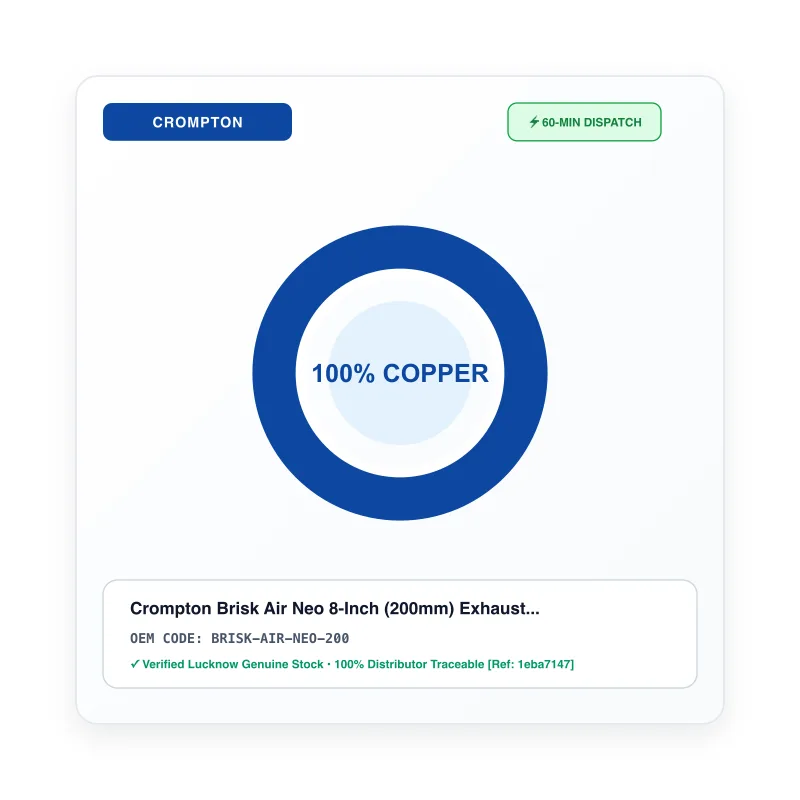 CROMPTON
⚡60-MIN DISPATCH
100% COPPER
Crompton Brisk Air Neo 8-Inch (200mm) Exhaust...
OEM CODE: BRISK-AIR-NEO-200
✓ Verified Lucknow Genuine Stock · 100% Distributor Traceable [Ref: 1eba7147]